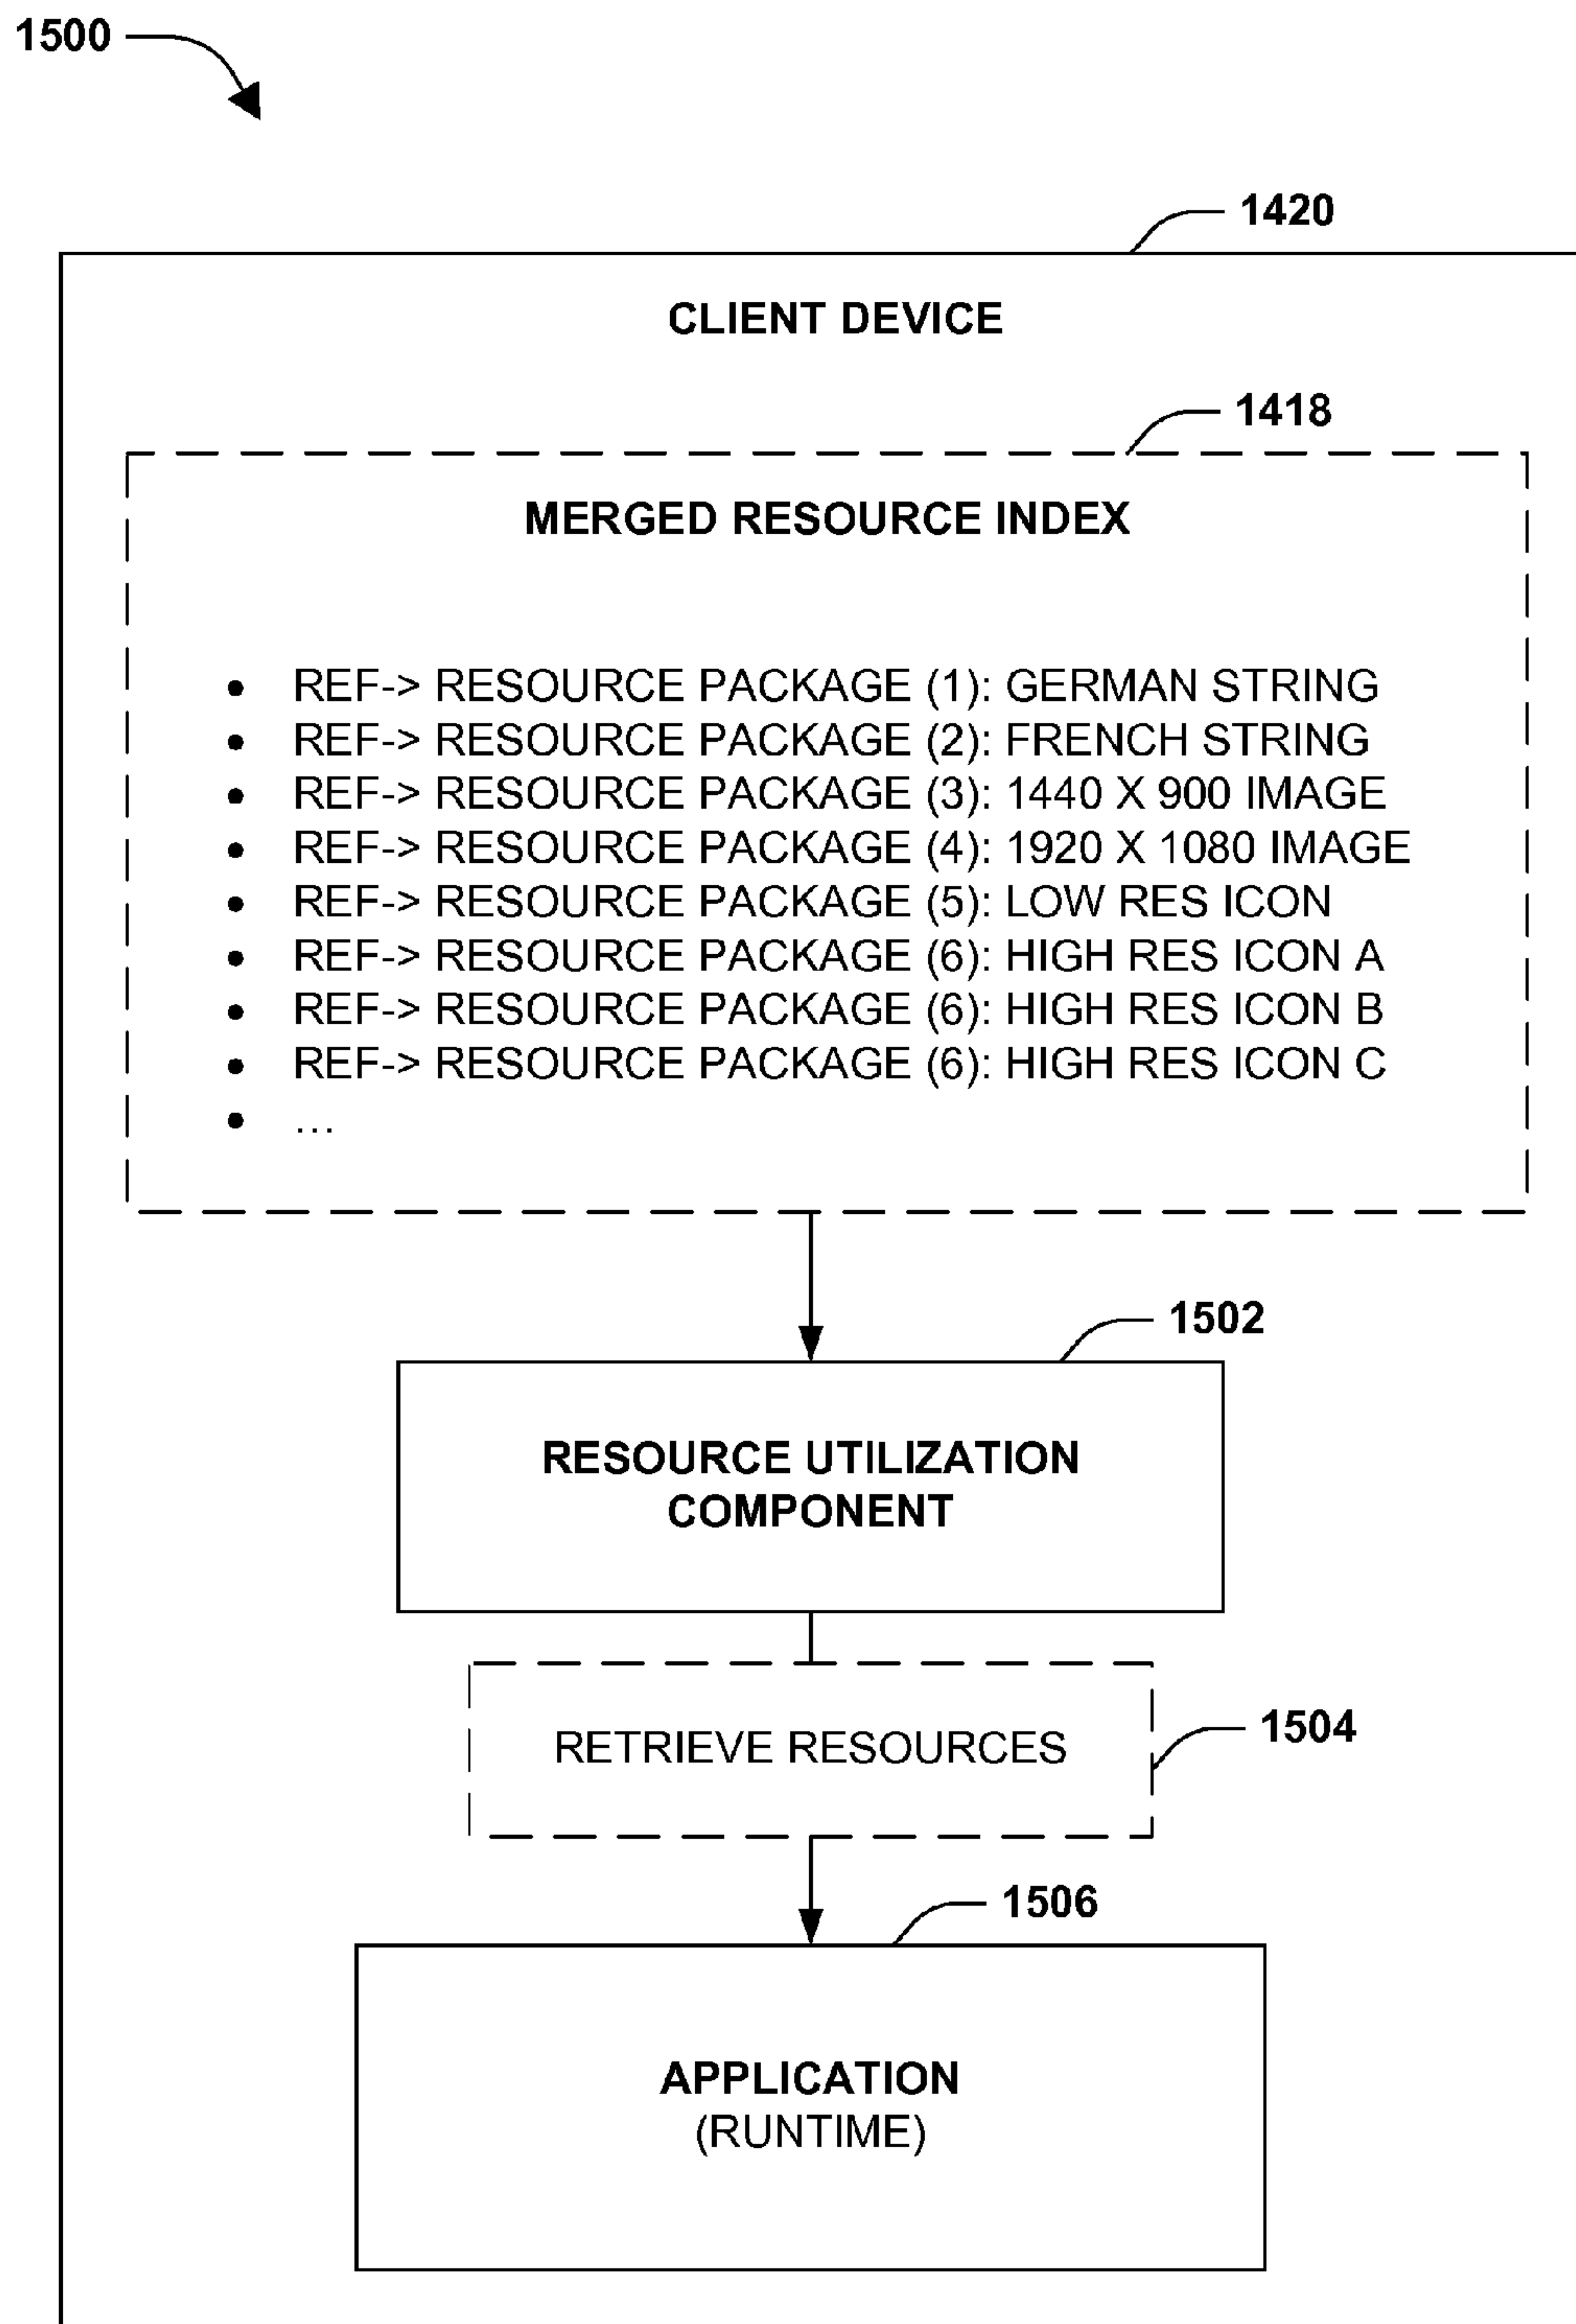 1500
1420
CLIENT DEVICE
1418
MERGED RESOURCE INDEX
• REF-> RESOURCE PACKAGE (1): GERMAN STRING
• REF-> RESOURCE PACKAGE (2): FRENCH STRING
• REF-> RESOURCE PACKAGE (3): 1440 X 900 IMAGE
• REF-> RESOURCE PACKAGE (4): 1920 X 1080 IMAGE
• REF-> RESOURCE PACKAGE (5): LOW RES ICON
• REF-> RESOURCE PACKAGE (6): HIGH RES ICON A
• REF-> RESOURCE PACKAGE (6): HIGH RES ICON B
• REF-> RESOURCE PACKAGE (6): HIGH RES ICON C
• ...
1502
RESOURCE UTILIZATION
COMPONENT
RETRIEVE RESOURCES
1504
1506
APPLICATION
(RUNTIME)